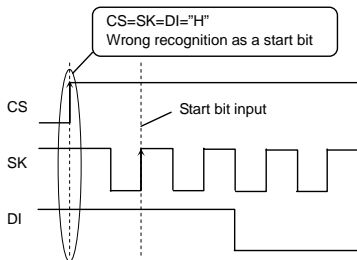 CS=SK=DI="H"
Wrong recognition as a start bit
Start bit input
CS
SK
DI